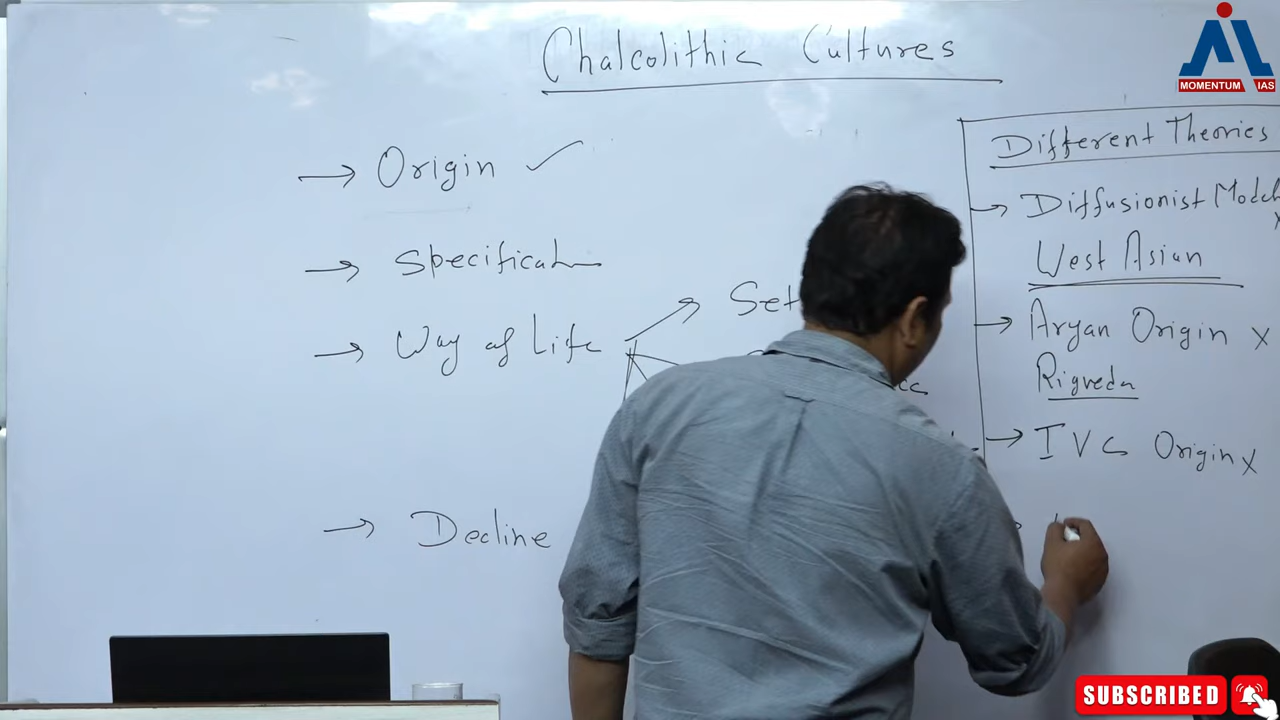 Chalcolithic Cultures
MOMENTUM IAS
→ Origin ✓
→ Specificat
→ Way of Life
Set
→ Decline
Different Theories
→ Diffusionist Model x
West Asian
→ Aryan Origin x
Rigveda
→ IVC Origin x
SUBSCRIBED